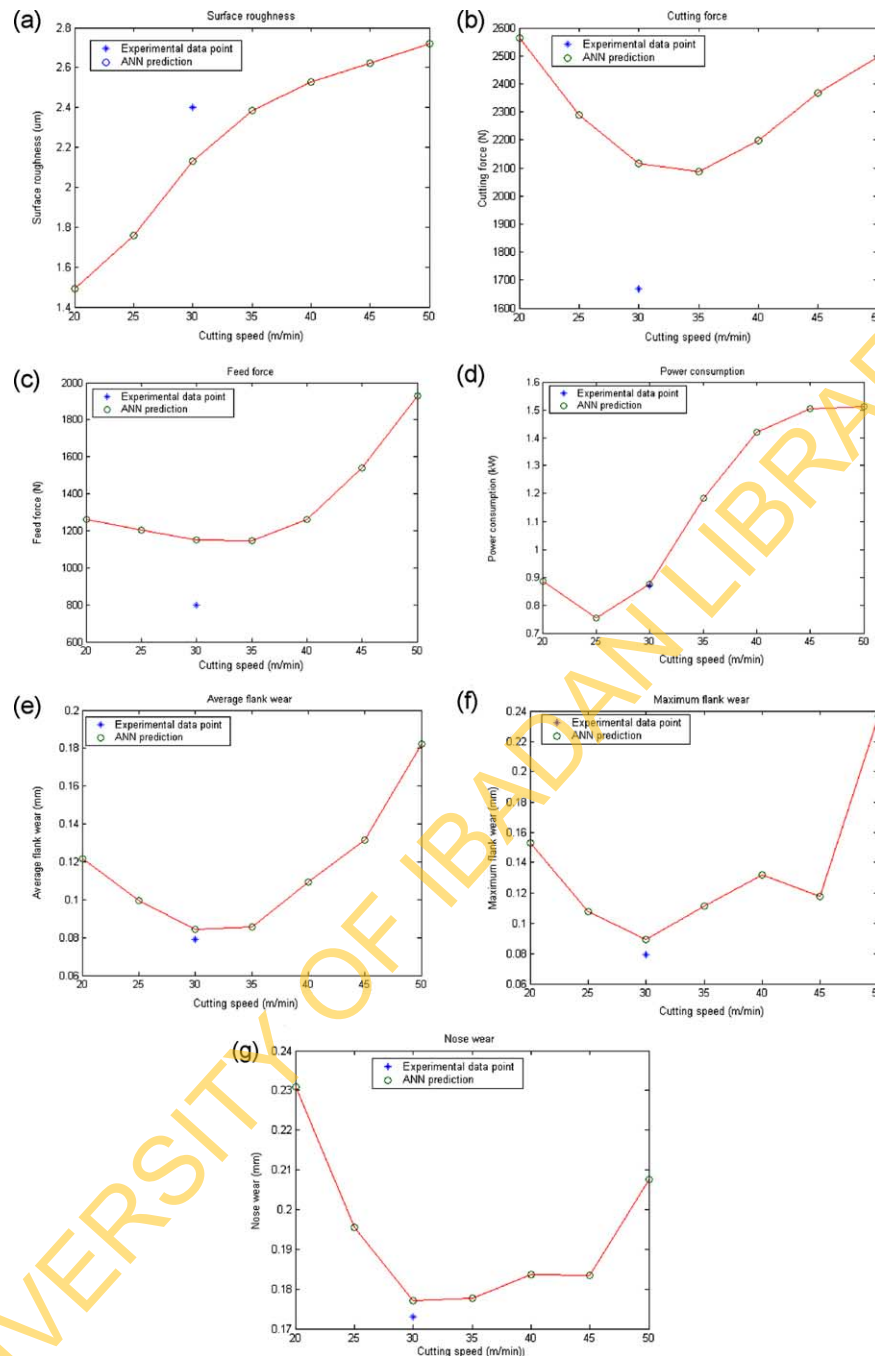 (a)
Surface roughness
Experimental data point
ANN prediction
Surface roughness (um)
2.8
2.6
2.4
2.2
2
1.8
1.6
1.4
20 25 30 35 40 45 50
Cutting speed (m/min)
(b)
Cutting force
Experimental data point
ANN prediction
Cutting force (N)
2600
2500
2400
2300
2200
2100
2000
1900
1800
1700
1600
20 25 30 35 40 45
Cutting speed (m/min)
(c)
Feed force
Experimental data point
ANN prediction
Feed force (N)
2000
1800
1600
1400
1200
1000
800
600
20 25 30 35 40 45 50
Cutting speed (m/min)
(d)
Power consumption
Experimental data point
ANN prediction
Power consumption (kW)
1.6
1.5
1.4
1.3
1.2
1.1
1
0.9
0.8
0.7
20 25 30 35 40 45 50
Cutting speed (m/min)
(e)
Average flank wear
Experimental data point
ANN prediction
Average flank wear (mm)
0.2
0.18
0.16
0.14
0.12
0.1
0.08
0.06
20 25 30 35 40 45 50
Cutting speed (m/min)
(f)
Maximum flank wear
Experimental data point
ANN prediction
Maximum flank wear (mm)
0.24
0.22
0.2
0.18
0.16
0.14
0.12
0.1
0.08
0.06
20 25 30 35 40 45
Cutting speed (m/min)
(g)
Nose wear
Experimental data point
ANN prediction
Nose wear (mm)
0.24
0.23
0.22
0.21
0.2
0.19
0.18
0.17
20 25 30 35 40 45 50
Cutting speed (m/min))
UNIVERSITY OF IBADAN LIBRARY